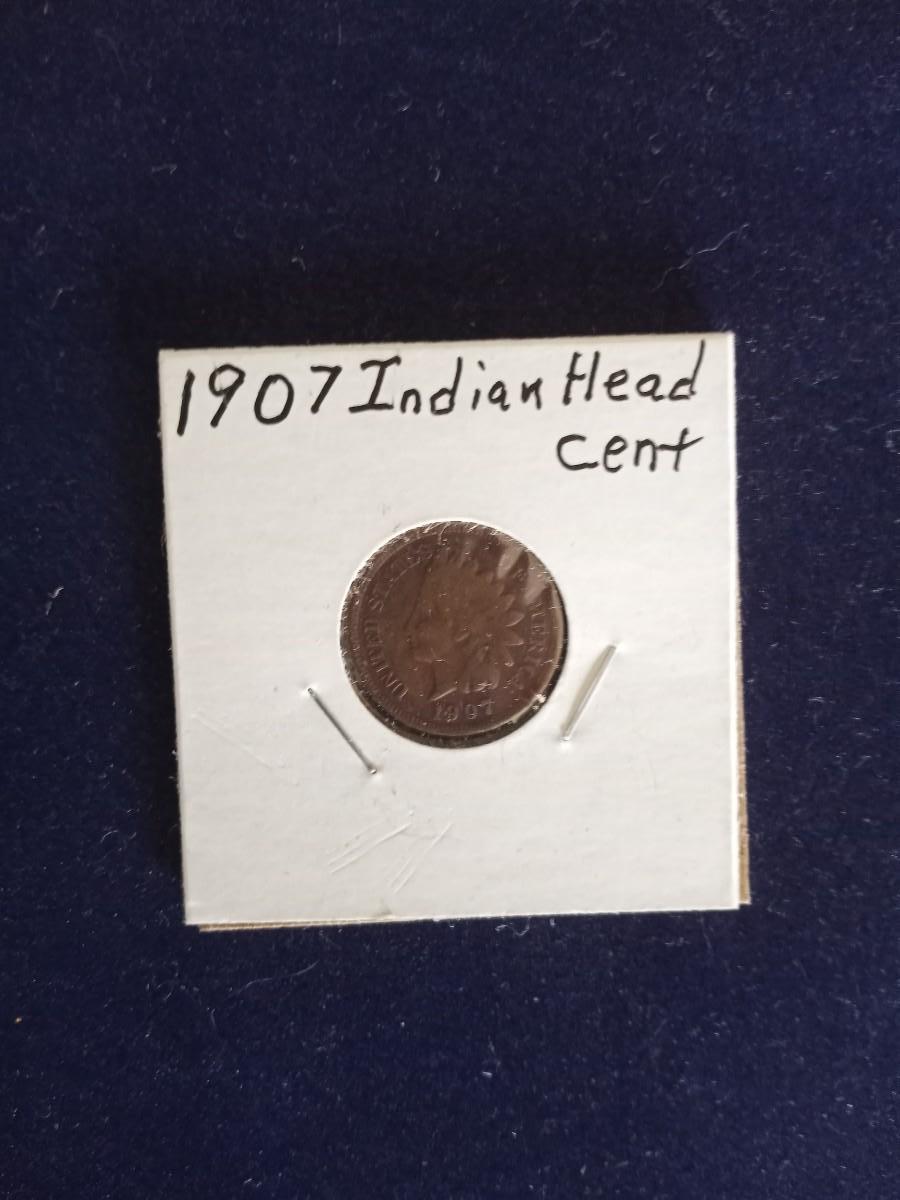 1907 Indian Head
Cent
UNITED STATES OF AMERICA
1907